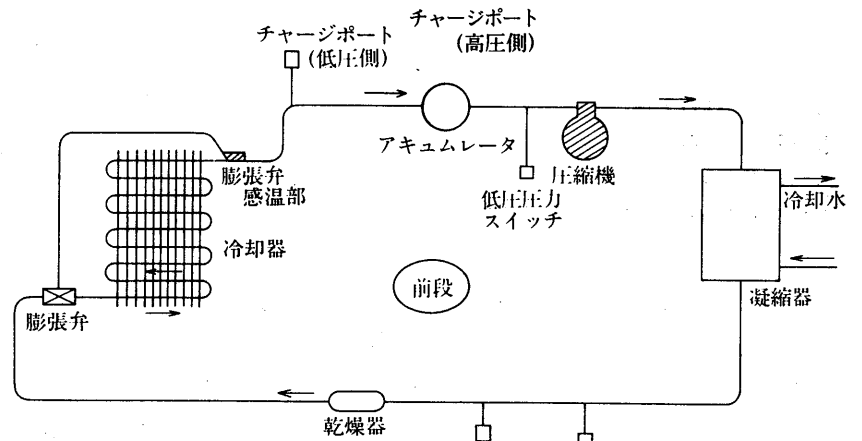 チャージポート
(低圧側)
チャージポート
(高圧側)
アキュムレータ
膨張弁
感温部
圧縮機
低圧圧力
スイッチ
冷却水
冷却器
前段
凝縮器
膨張弁
乾燥器